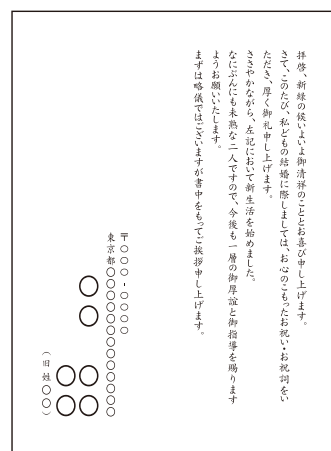 拝啓、新緑の候いよいよ御清祥のこととお喜び申し上げます。
さて、このたび、私どもの結婚に際しましては、お心のこもったお祝い・お祝詞をい
ただき、厚く御礼申し上げます。
ささやかながら、左記において新生活を始めました。
なにぶんにも未熟な二人ですので、今後も一層の御厚誼と御指導を賜ります
ようお願いいたします。
まずは略儀ではございますが書中をもってご挨拶申し上げます。
〒〇〇〇-〇〇〇〇
東京都〇〇〇〇〇〇〇〇〇〇〇〇
〇〇 〇〇
〇〇
（旧姓〇〇）